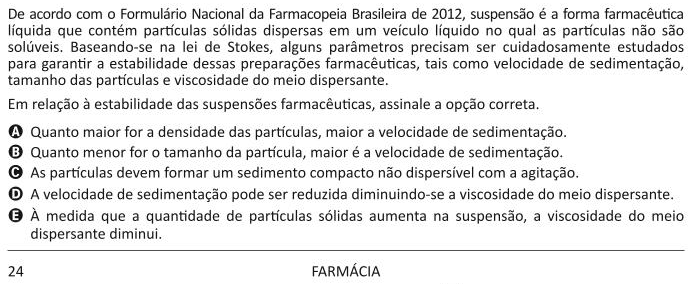 De acordo com o Formulário Nacional da Farmacopeia Brasileira de 2012, suspensão é a forma farmacêutica
líquida que contém partículas sólidas dispersas em um veículo líquido no qual as partículas não são
solúveis. Baseando-se na lei de Stokes, alguns parâmetros precisam ser cuidadosamente estudados
para garantir a estabilidade dessas preparações farmacêuticas, tais como velocidade de sedimentação,
tamanho das partículas e viscosidade do meio dispersante.
Em relação à estabilidade das suspensões farmacêuticas, assinale a opção correta.
A Quanto maior for a densidade das partículas, maior a velocidade de sedimentação.
B Quanto menor for o tamanho da partícula, maior é a velocidade de sedimentação.
C As partículas devem formar um sedimento compacto não dispersível com a agitação.
D A velocidade de sedimentação pode ser reduzida diminuindo-se a viscosidade do meio dispersante.
E À medida que a quantidade de partículas sólidas aumenta na suspensão, a viscosidade do meio
dispersante diminui.
24 FARMÁCIA